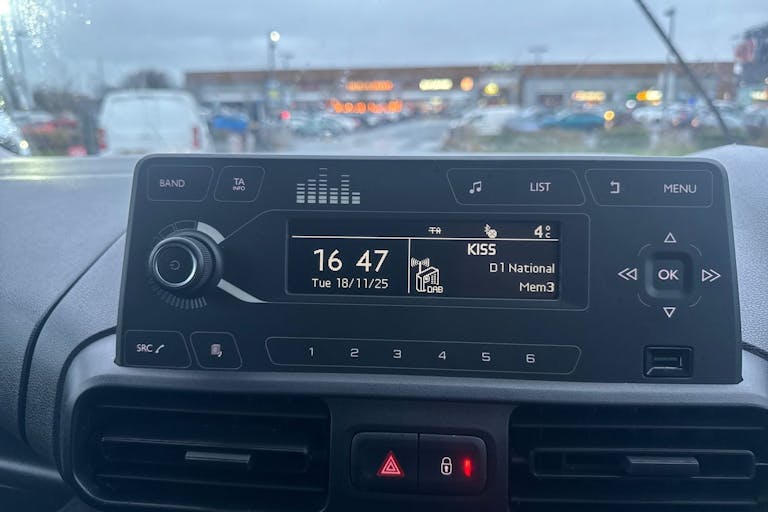 BAND
TA
INFO
LIST
MENU
TA
4°C
16 47
Tue 18/11/25
DAB
KISS
D1 National
Mem3
OK
SRC
1 2 3 4 5 6